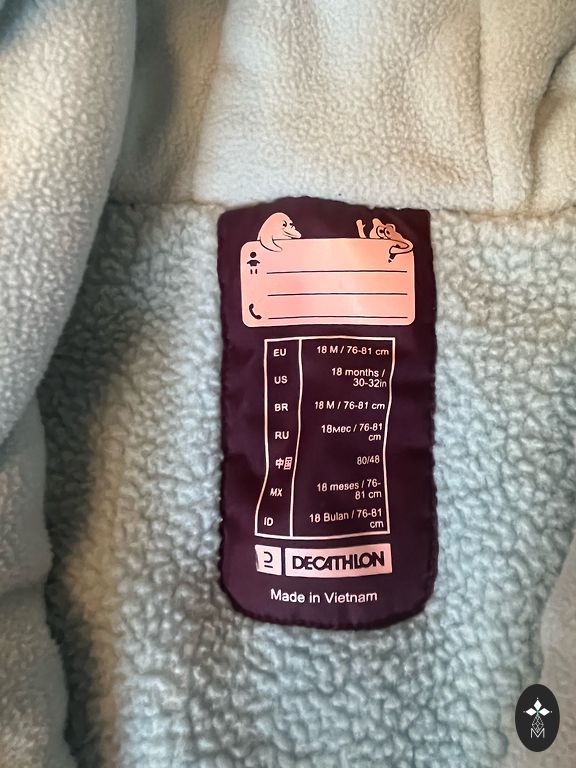 EU 18 M / 76-81 cm
US 18 months /
30-32in
BR 18 M / 76-81 cm
RU 18мес / 76-81
cm
中国 80/48
MX 18 meses / 76-
81 cm
ID 18 Bulan / 76-81
cm
DECATHLON
Made in Vietnam
M